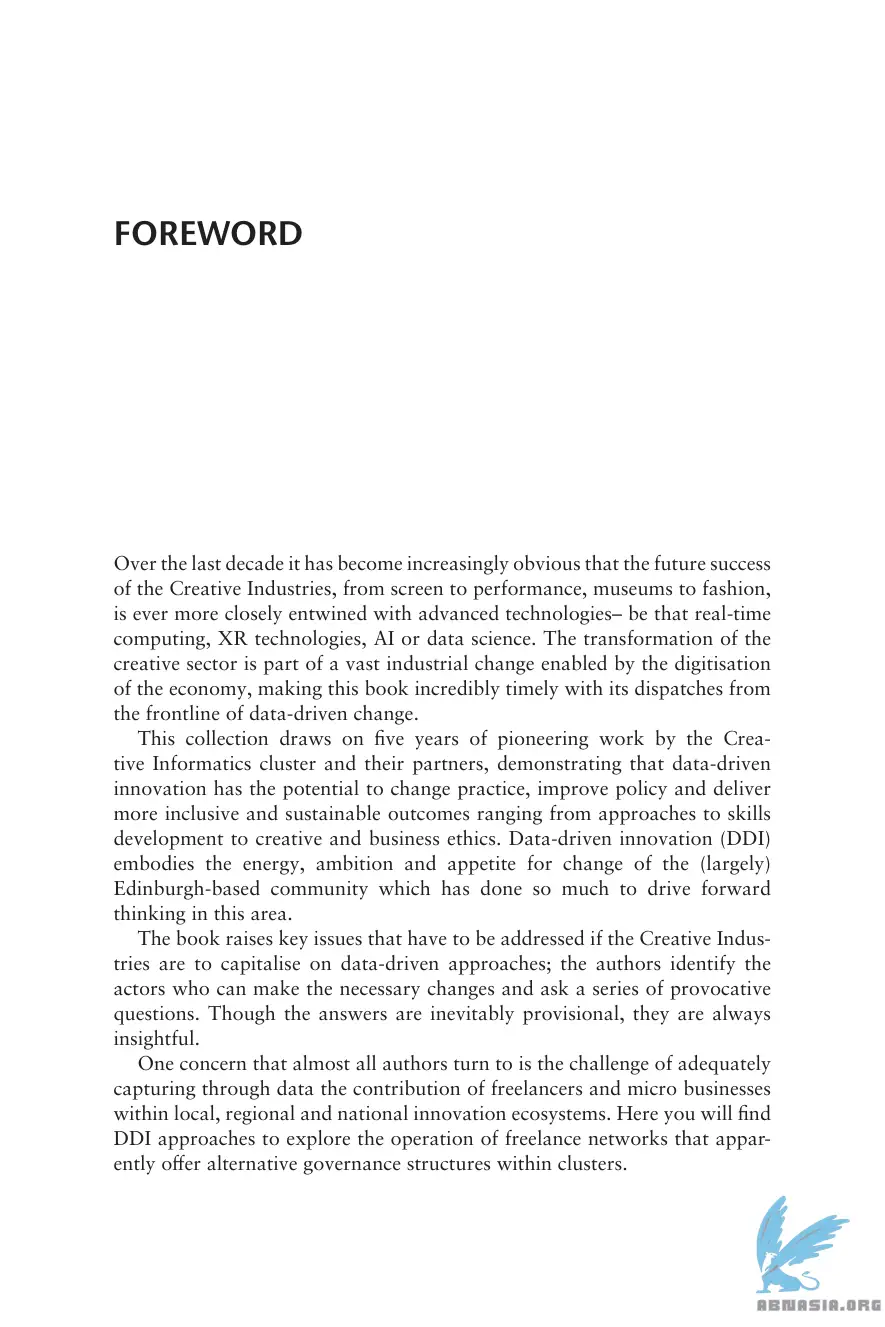 FOREWORD
Over the last decade it has become increasingly obvious that the future success
of the Creative Industries, from screen to performance, museums to fashion,
is ever more closely entwined with advanced technologies– be that real-time
computing, XR technologies, AI or data science. The transformation of the
creative sector is part of a vast industrial change enabled by the digitisation
of the economy, making this book incredibly timely with its dispatches from
the frontline of data-driven change.
This collection draws on five years of pioneering work by the Crea-
tive Informatics cluster and their partners, demonstrating that data-driven
innovation has the potential to change practice, improve policy and deliver
more inclusive and sustainable outcomes ranging from approaches to skills
development to creative and business ethics. Data-driven innovation (DDI)
embodies the energy, ambition and appetite for change of the (largely)
Edinburgh-based community which has done so much to drive forward
thinking in this area.
The book raises key issues that have to be addressed if the Creative Indus-
tries are to capitalise on data-driven approaches; the authors identify the
actors who can make the necessary changes and ask a series of provocative
questions. Though the answers are inevitably provisional, they are always
insightful.
One concern that almost all authors turn to is the challenge of adequately
capturing through data the contribution of freelancers and micro businesses
within local, regional and national innovation ecosystems. Here you will find
DDI approaches to explore the operation of freelance networks that appar-
ently offer alternative governance structures within clusters.
ABNASIA.ORG